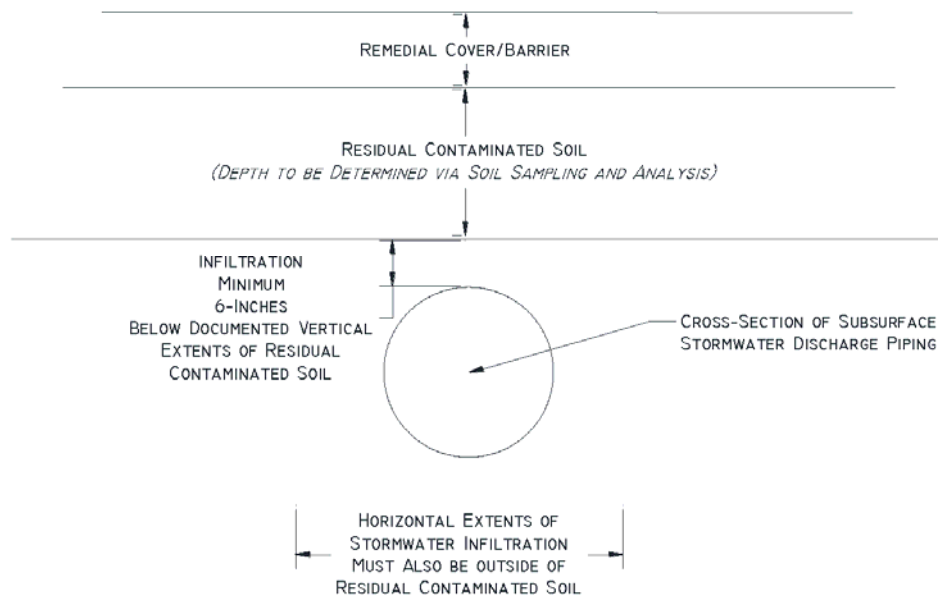 REMEDIAL COVER/BARRIER
RESIDUAL CONTAMINATED SOIL
(DEPTH TO BE DETERMINED VIA SOIL SAMPLING AND ANALYSIS)
INFILTRATION
MINIMUM
6-INCHES
BELOW DOCUMENTED VERTICAL
EXTENTS OF RESIDUAL
CONTAMINATED SOIL
CROSS-SECTION OF SUBSURFACE
STORMWATER DISCHARGE PIPING
HORIZONTAL EXTENTS OF
STORMWATER INFILTRATION
MUST ALSO BE OUTSIDE OF
RESIDUAL CONTAMINATED SOIL